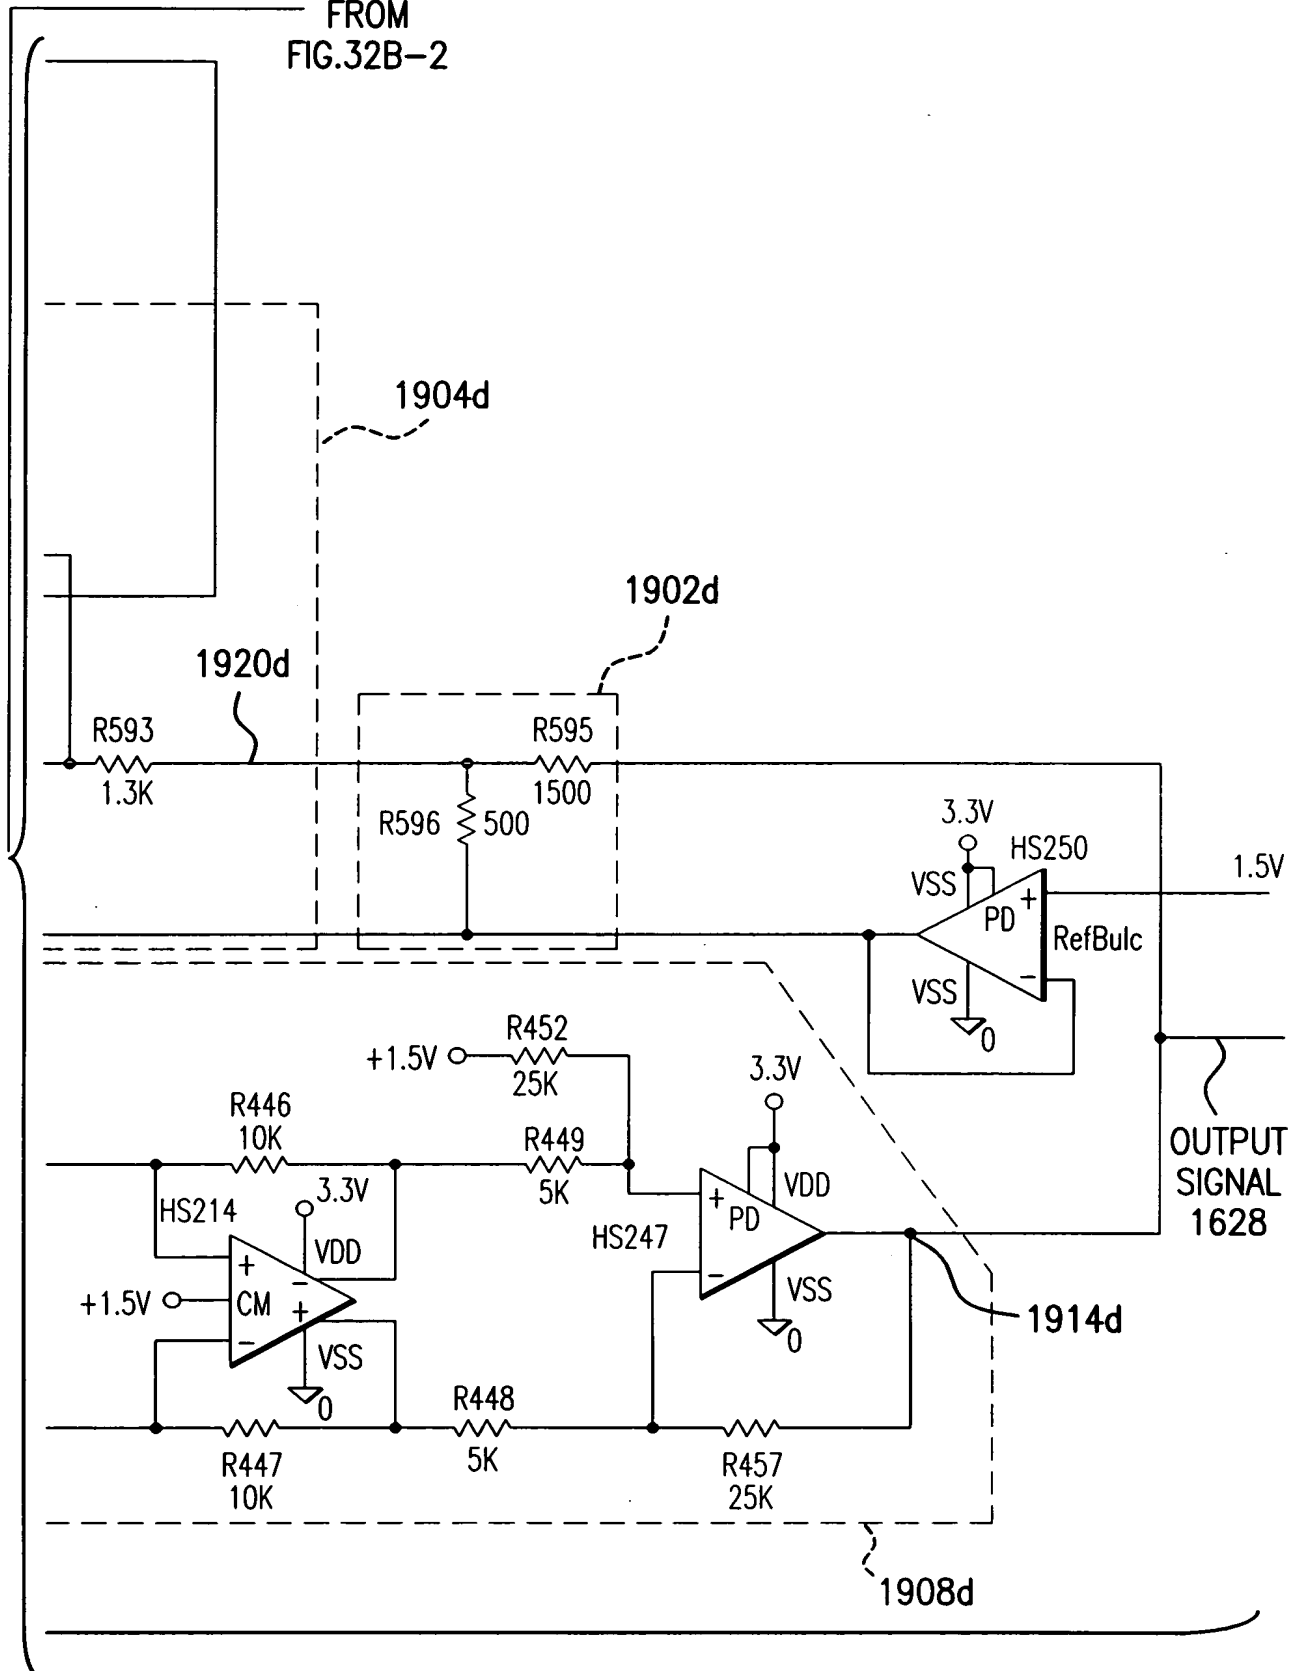 FROM
FIG.32B-2
1904d
1902d
1920d
R593
1.3K
R595
1500
R596
500
3.3V
HS250
1.5V
VSS
PD
+
-
RefBulc
VSS
0
R452
+1.5V
25K
3.3V
R446
10K
R449
5K
OUTPUT
SIGNAL
1628
HS214
3.3V
VDD
+
-
+1.5V
CM
+
-
VSS
0
+
PD
VDD
HS247
-
VSS
0
1914d
R448
5K
R447
10K
R457
25K
1908d